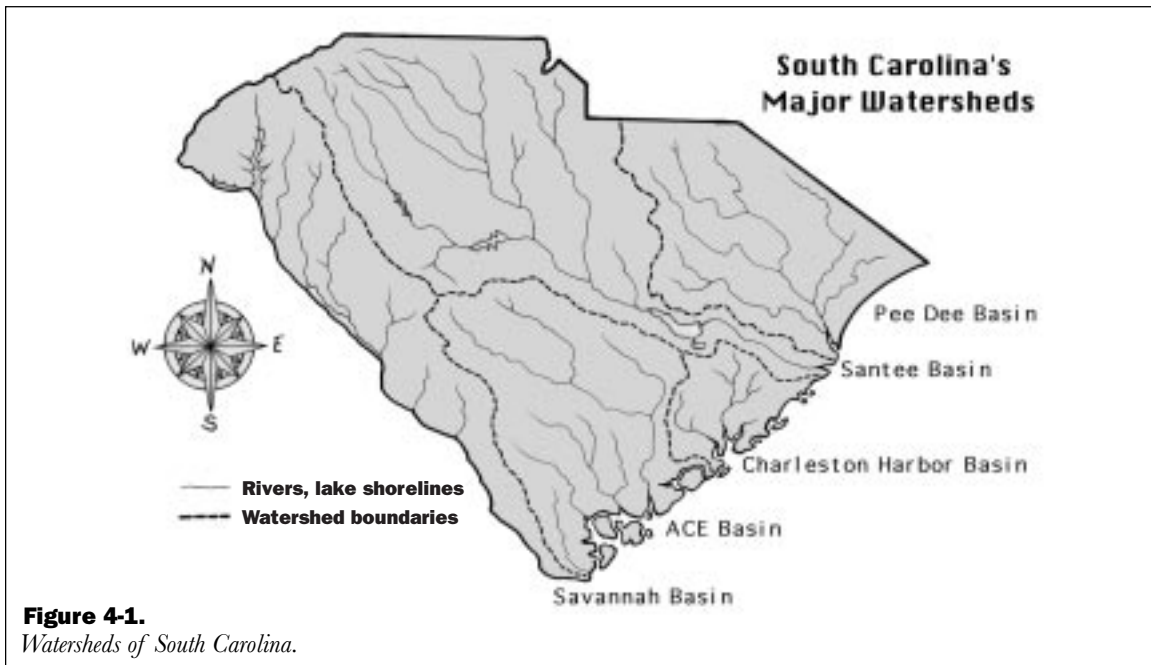 South Carolina's
Major Watersheds
N
W
E
S
Pee Dee Basin
Santee Basin
Charleston Harbor Basin
Rivers, lake shorelines
Watershed boundaries
ACE Basin
Savannah Basin
Figure 4-1.
Watersheds of South Carolina.